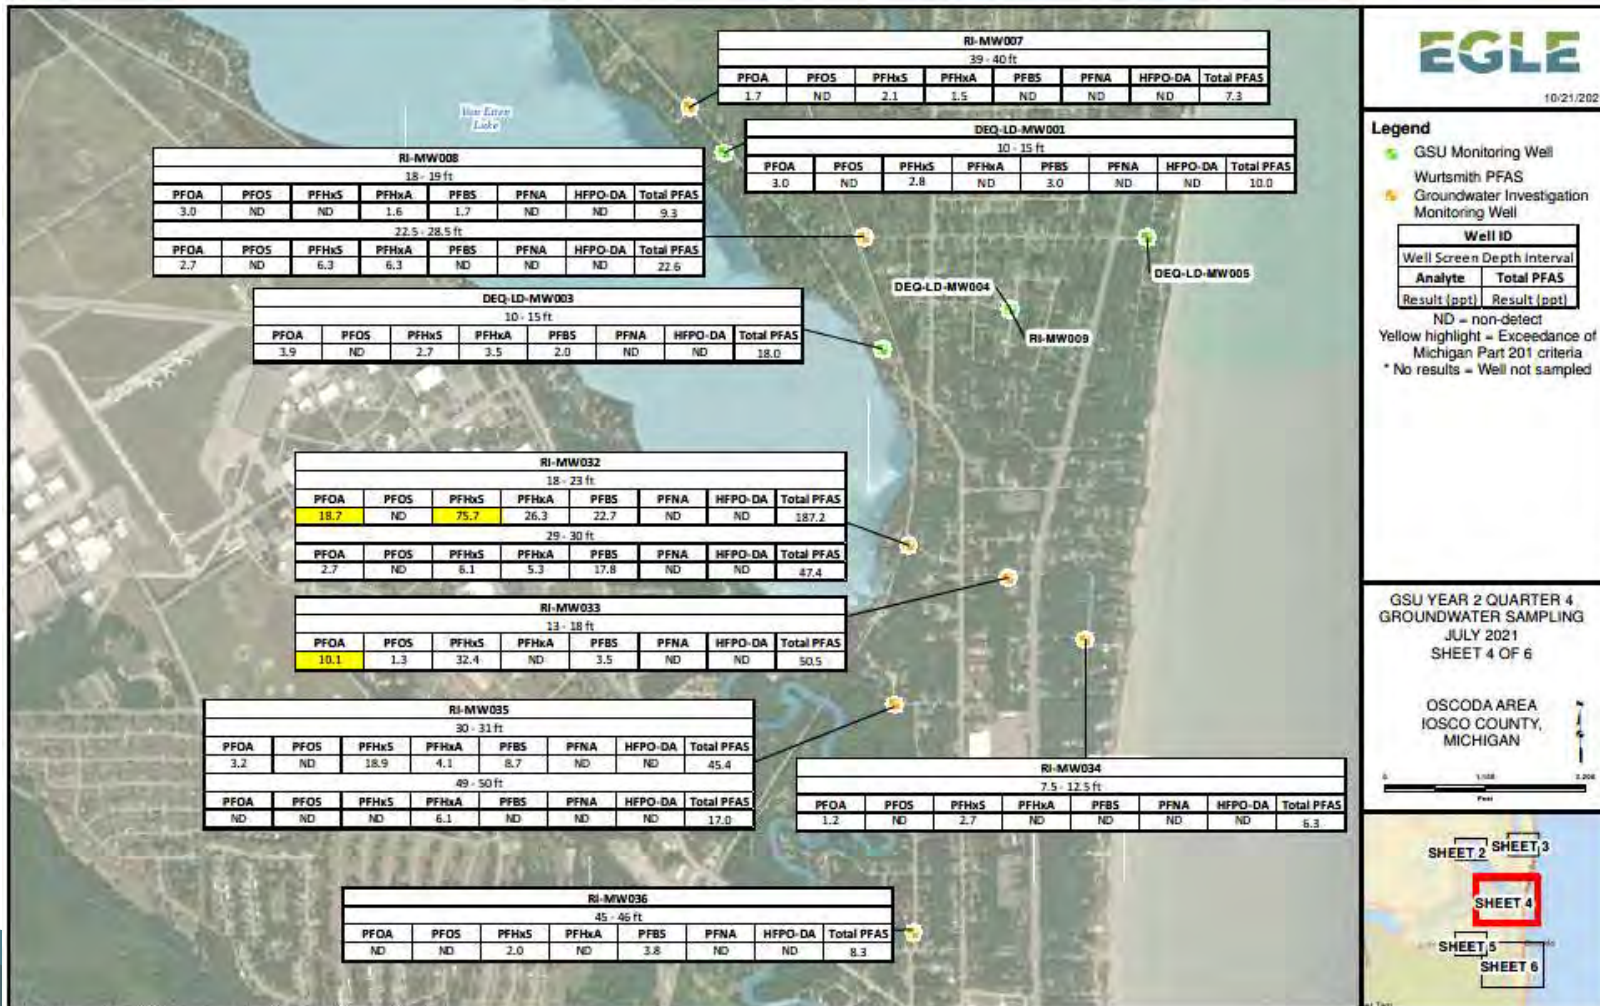 RI-MW007
39 - 40 ft
PFOA PFOS PFHxS PFHxA PFBS PFNA HFPO-DA Total PFAS
1.7 ND 2.1 1.5 ND ND ND 7.3
DEQ-LD-MW001
10 - 15 ft
PFOA PFOS PFHxS PFHxA PFBS PFNA HFPO-DA Total PFAS
3.0 ND 2.8 ND 3.0 ND ND 10.0
Van Etten
Lake
RI-MW008
18 - 19 ft
PFOA PFOS PFHxS PFHxA PFBS PFNA HFPO-DA Total PFAS
3.0 ND ND 1.6 1.7 ND ND 9.3
22.5 - 28.5 ft
PFOA PFOS PFHxS PFHxA PFBS PFNA HFPO-DA Total PFAS
2.7 ND 6.3 6.3 ND ND ND 22.6
DEQ-LD-MW005
DEQ-LD-MW004
RI-MW009
DEQ-LD-MW003
10 - 15 ft
PFOA PFOS PFHxS PFHxA PFBS PFNA HFPO-DA Total PFAS
3.9 ND 2.7 3.5 2.0 ND ND 18.0
RI-MW032
18 - 23 ft
PFOA PFOS PFHxS PFHxA PFBS PFNA HFPO-DA Total PFAS
18.7 ND 75.7 26.3 22.7 ND ND 187.2
29 - 30 ft
PFOA PFOS PFHxS PFHxA PFBS PFNA HFPO-DA Total PFAS
2.7 ND 6.1 5.3 17.8 ND ND 47.4
RI-MW033
13 - 18 ft
PFOA PFOS PFHxS PFHxA PFBS PFNA HFPO-DA Total PFAS
10.1 1.3 32.4 ND 3.5 ND ND 50.5
RI-MW035
30 - 31 ft
PFOA PFOS PFHxS PFHxA PFBS PFNA HFPO-DA Total PFAS
3.2 ND 18.9 4.1 8.7 ND ND 45.4
49 - 50 ft
PFOA PFOS PFHxS PFHxA PFBS PFNA HFPO-DA Total PFAS
ND ND ND 6.1 ND ND ND 17.0
RI-MW034
7.5 - 12.5 ft
PFOA PFOS PFHxS PFHxA PFBS PFNA HFPO-DA Total PFAS
1.2 ND 2.7 ND ND ND ND 6.3
RI-MW036
45 - 46 ft
PFOA PFOS PFHxS PFHxA PFBS PFNA HFPO-DA Total PFAS
ND ND 2.0 ND 3.8 ND ND 8.3
EGLE
10/21/202
Legend
GSU Monitoring Well
Wurtsmith PFAS
Groundwater Investigation
Monitoring Well
Well ID
Well Screen Depth Interval
Analyte Total PFAS
Result (ppt) Result (ppt)
ND = non-detect
Yellow highlight = Exceedance of
Michigan Part 201 criteria
* No results = Well not sampled
GSU YEAR 2 QUARTER 4
GROUNDWATER SAMPLING
JULY 2021
SHEET 4 OF 6
OSCODA AREA
IOSCO COUNTY,
MICHIGAN
0
Feet
SHEET 2 SHEET 3
SHEET 4
SHEET 5
SHEET 6